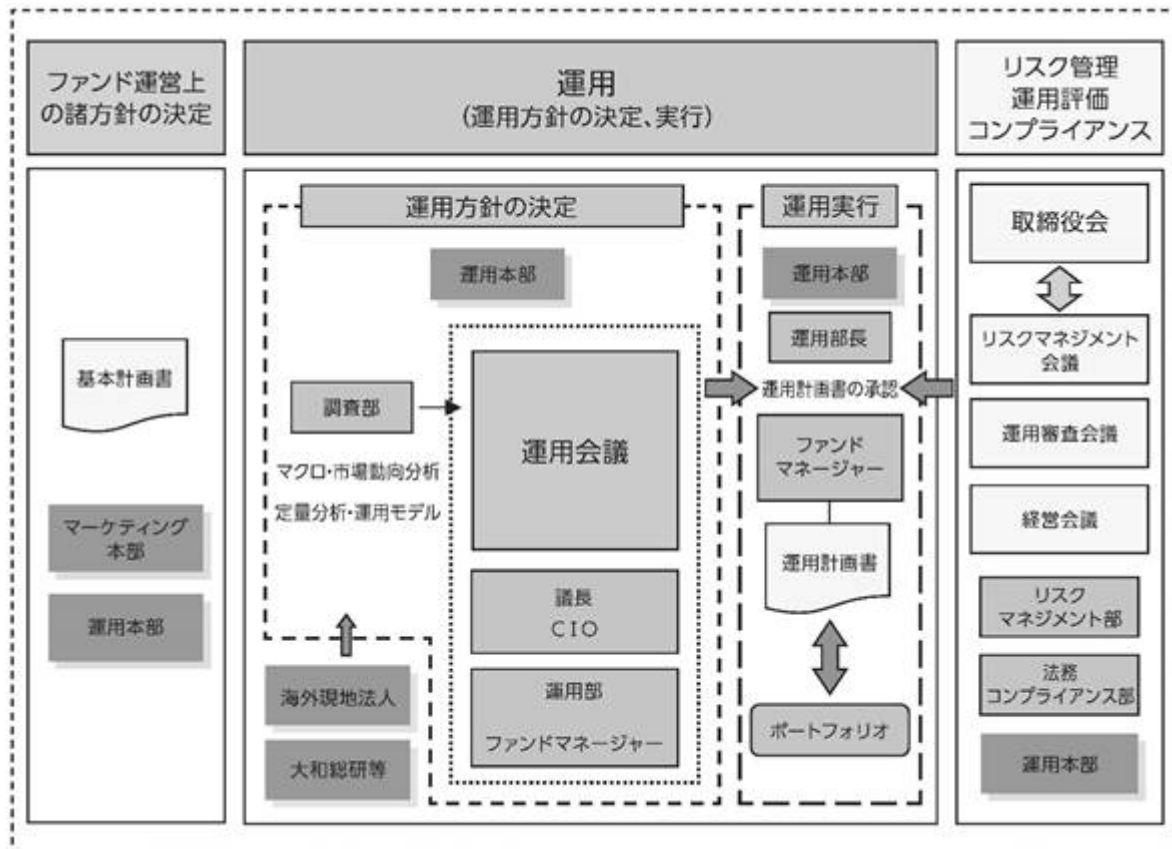 ファンド運営上
の諸方針の決定
運用
(運用方針の決定、実行)
リスク管理
運用評価
コンプライアンス
基本計画書
マーケティング
本部
運用本部
運用方針の決定
運用本部
調査部
マクロ・市場動向分析
定量分析・運用モデル
運用会議
議長
CIO
運用部
ファンドマネージャー
海外現地法人
大和総研等
運用実行
運用本部
運用部長
運用計画書の承認
ファンド
マネージャー
運用計画書
ポートフォリオ
取締役会
リスクマネジメント
会議
運用審査会議
経営会議
リスク
マネジメント部
法務
コンプライアンス部
運用本部